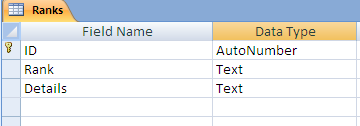 Ranks
Field Name Data Type
ID AutoNumber
Rank Text
Details Text